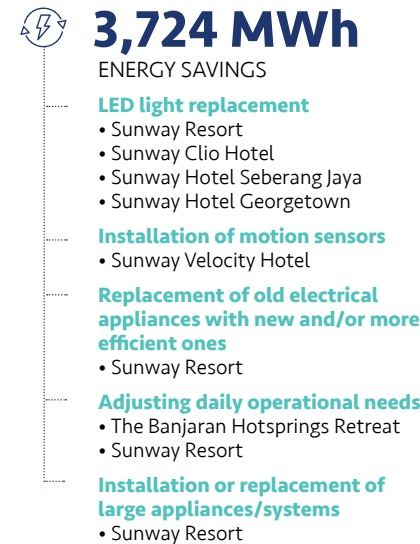 3,724 MWh
ENERGY SAVINGS
LED light replacement
• Sunway Resort
• Sunway Clio Hotel
• Sunway Hotel Seberang Jaya
• Sunway Hotel Georgetown
Installation of motion sensors
• Sunway Velocity Hotel
Replacement of old electrical
appliances with new and/or more
efficient ones
• Sunway Resort
Adjusting daily operational needs
• The Banjaran Hotsprings Retreat
• Sunway Resort
Installation or replacement of
large appliances/systems
• Sunway Resort